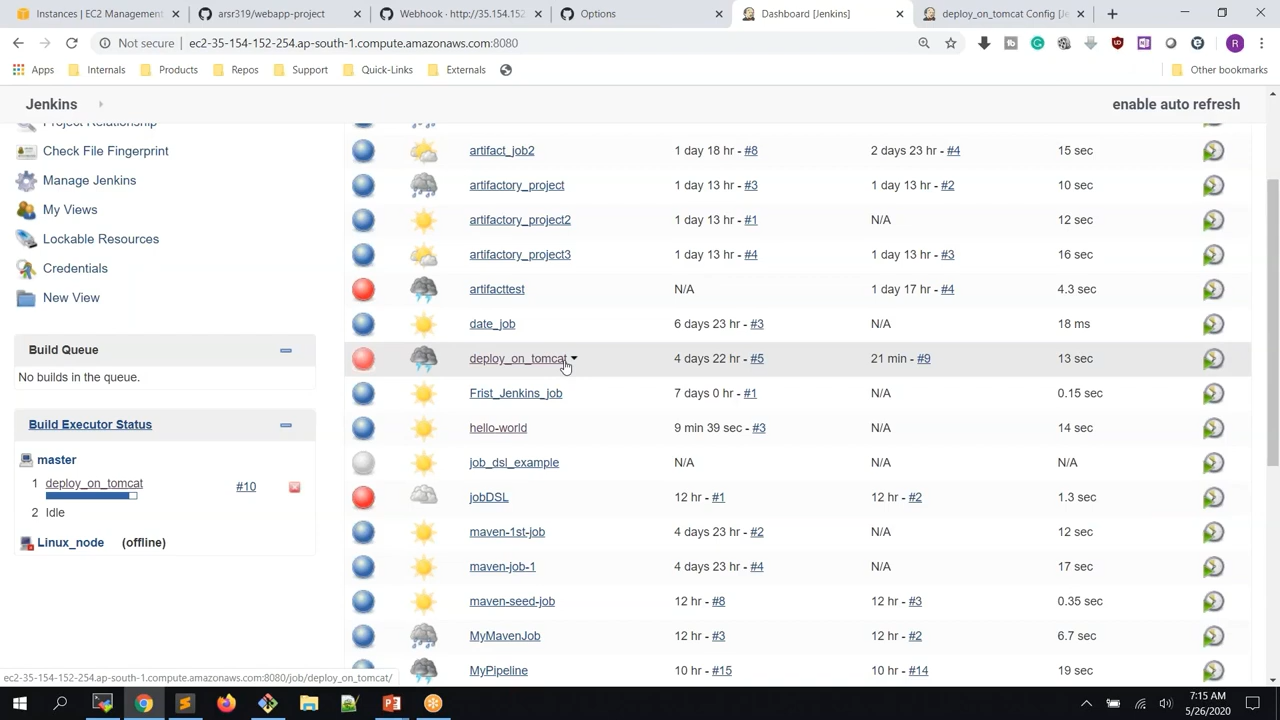 Instances | EC2 Management
arsr319/webapp-project
Webhook · http://53.154.152
Options
Dashboard [Jenkins]
deploy_on_tomcat Config [Je
Not secure | ec2-35-154-152-254.ap-south-1.compute.amazonaws.com:8080
Apps Internals Products Repos Support Quick-Links Externals Other bookmarks
Jenkins
enable auto refresh
Project Relationship
Check File Fingerprint
Manage Jenkins
My Views
Lockable Resources
Credentials
New View
Build Queue
No builds in the queue.
Build Executor Status
master
1 deploy_on_tomcat #10
2 Idle
Linux_node (offline)
artifact_job2 1 day 18 hr - #8 2 days 23 hr - #4 15 sec
artifactory_project 1 day 13 hr - #3 1 day 13 hr - #2 10 sec
artifactory_project2 1 day 13 hr - #1 N/A 12 sec
artifactory_project3 1 day 13 hr - #4 1 day 13 hr - #3 16 sec
artifacttest N/A 1 day 17 hr - #4 4.3 sec
date_job 6 days 23 hr - #3 N/A 18 ms
deploy_on_tomcat 4 days 22 hr - #5 21 min - #9 13 sec
Frist_Jenkins_job 7 days 0 hr - #1 N/A 0.15 sec
hello-world 9 min 39 sec - #3 N/A 14 sec
job_dsl_example N/A N/A N/A
jobDSL 12 hr - #1 12 hr - #2 1.3 sec
maven-1st-job 4 days 23 hr - #2 N/A 12 sec
maven-job-1 4 days 23 hr - #4 N/A 17 sec
maven-seed-job 12 hr - #8 12 hr - #3 0.35 sec
MyMavenJob 12 hr - #3 12 hr - #2 6.7 sec
MyPipeline 10 hr - #15 10 hr - #14 19 sec
ec2-35-154-152-254.ap-south-1.compute.amazonaws.com:8080/job/deploy_on_tomcat/
7:15 AM
5/26/2020